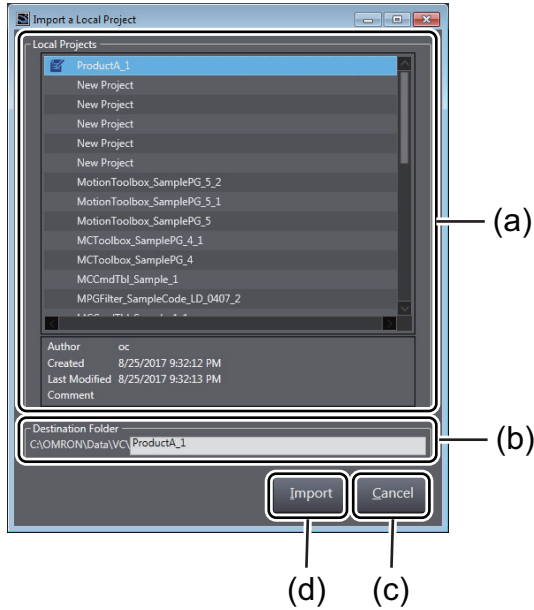 Import a Local Project
Local Projects
ProductA_1
New Project
New Project
New Project
New Project
New Project
MotionToolbox_SamplePG_5_2
MotionToolbox_SamplePG_5_1
MotionToolbox_SamplePG_5
MCToolbox_SamplePG_4_1
MCToolbox_SamplePG_4
MCCmdTbl_Sample_1
MPGFilter_SampleCode_LD_0407_2
Author oc
Created 8/25/2017 9:32:12 PM
Last Modified 8/25/2017 9:32:13 PM
Comment
(a)
Destination Folder
C:\OMRON\Data\VC\ ProductA_1
(b)
Import Cancel
(d) (c)